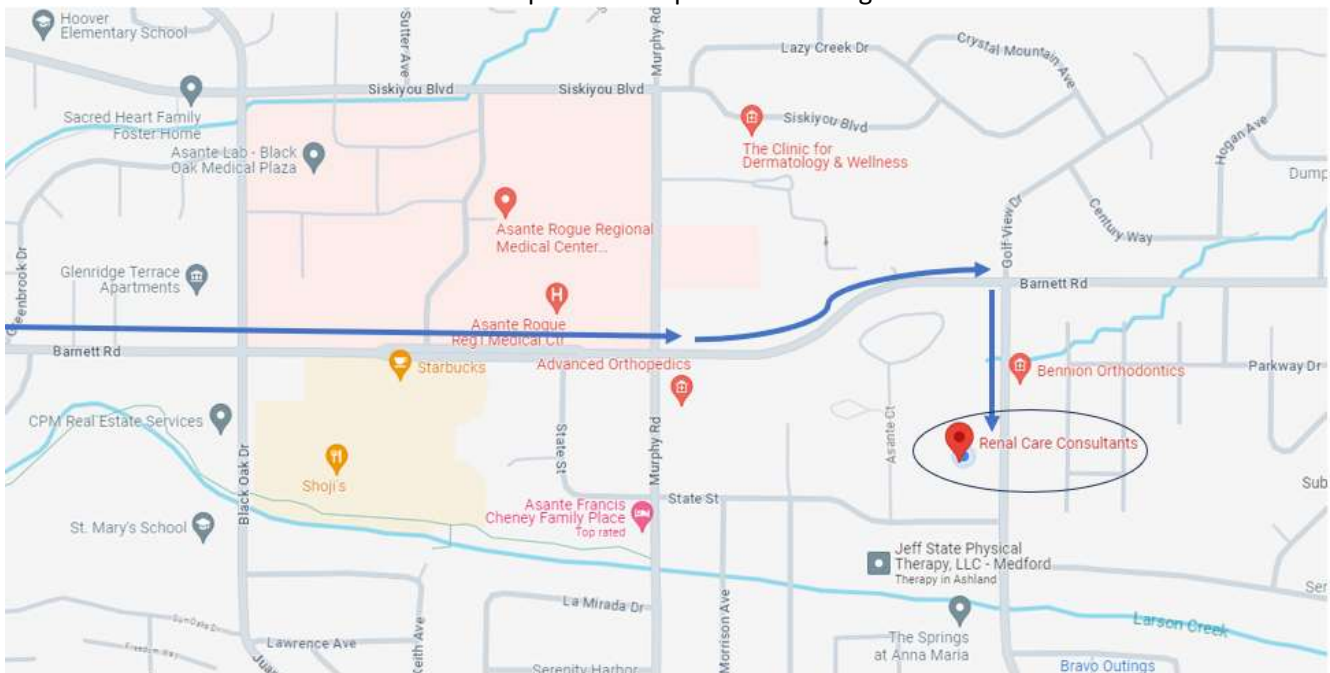 Hoover
Elementary School
Sutter Ave
Murphy Rd
Lazy Creek Dr
Crystal Mountain Ave
Siskiyou Blvd
Siskiyou Blvd
Sacred Heart Family
Foster Home
Siskiyou Blvd
Hogan Ave
Asante Lab - Black
Oak Medical Plaza
The Clinic for
Dermatology & Wellness
Dump
Asante Rogue Regional
Medical Center...
Century Way
Golf View Dr
Greenbrook Dr
Glenridge Terrace
Apartments
Barnett Rd
Asante Rogue
Reg'l Medical Ctr
Barnett Rd
Starbucks
Advanced Orthopedics
Bennion Orthodontics
Parkway Dr
CPM Real Estate Services
Black Oak Dr
State St
Murphy Rd
Asante Ct
Renal Care Consultants
Shoji's
Sub
St. Mary's School
Asante Francis
Cheney Family Place
Top rated
State St
Jeff State Physical
Therapy, LLC - Medford
Therapy in Ashland
Ser
La Mirada Dr
Morrison Ave
Larson Creek
Lawrence Ave
Keith Ave
The Springs
at Anna Maria
Serenity Harbor
Bravo Outings